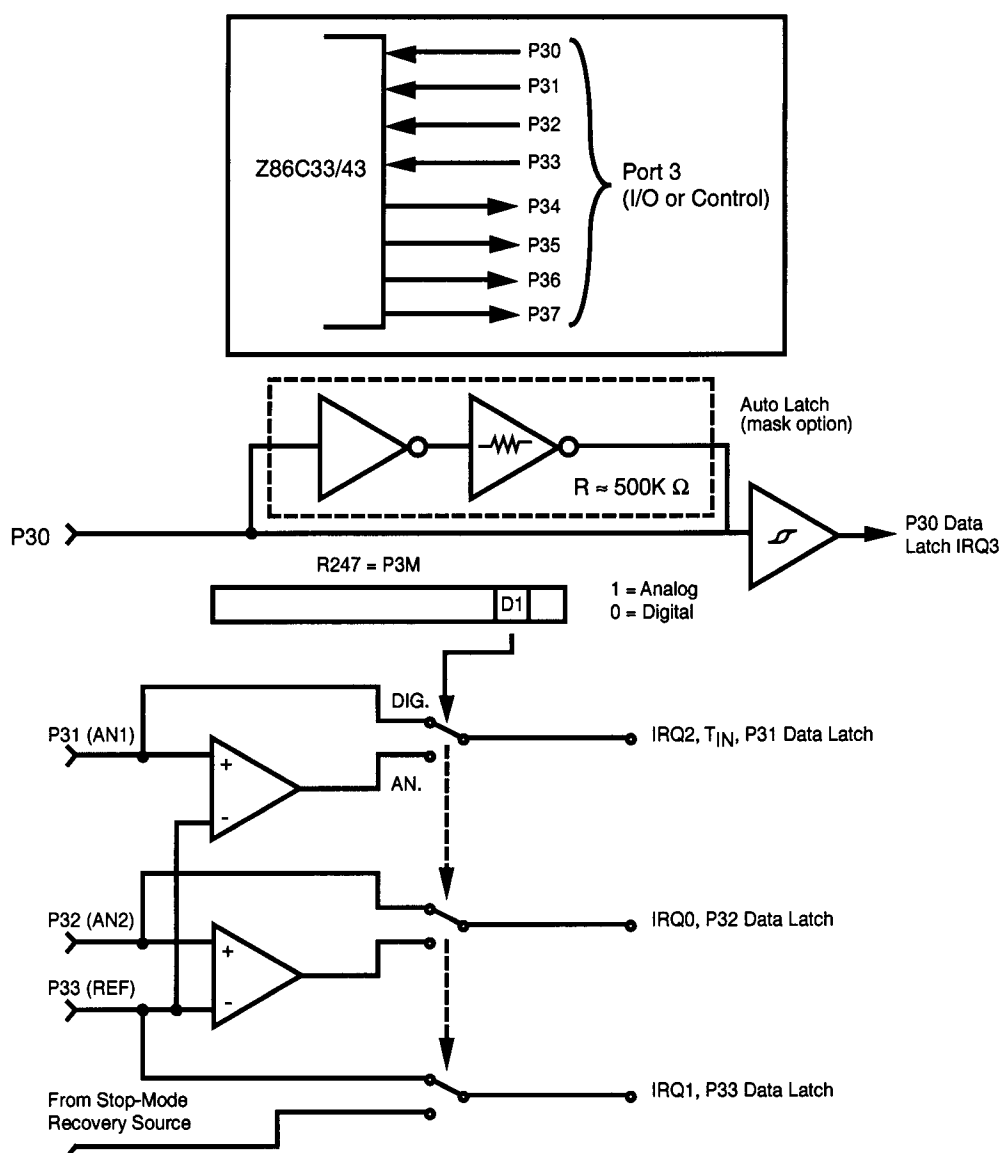 P30
P31
P32
P33
Z86C33/43
Port 3
(I/O or Control)
P34
P35
P36
P37
Auto Latch
(mask option)
R ≈ 500K Ω
P30
P30 Data
Latch IRQ3
R247 = P3M
D1
1 = Analog
0 = Digital
DIG.
P31 (AN1)
IRQ2, TIN, P31 Data Latch
+
AN.
-
P32 (AN2)
IRQ0, P32 Data Latch
+
P33 (REF)
-
From Stop-Mode
Recovery Source
IRQ1, P33 Data Latch